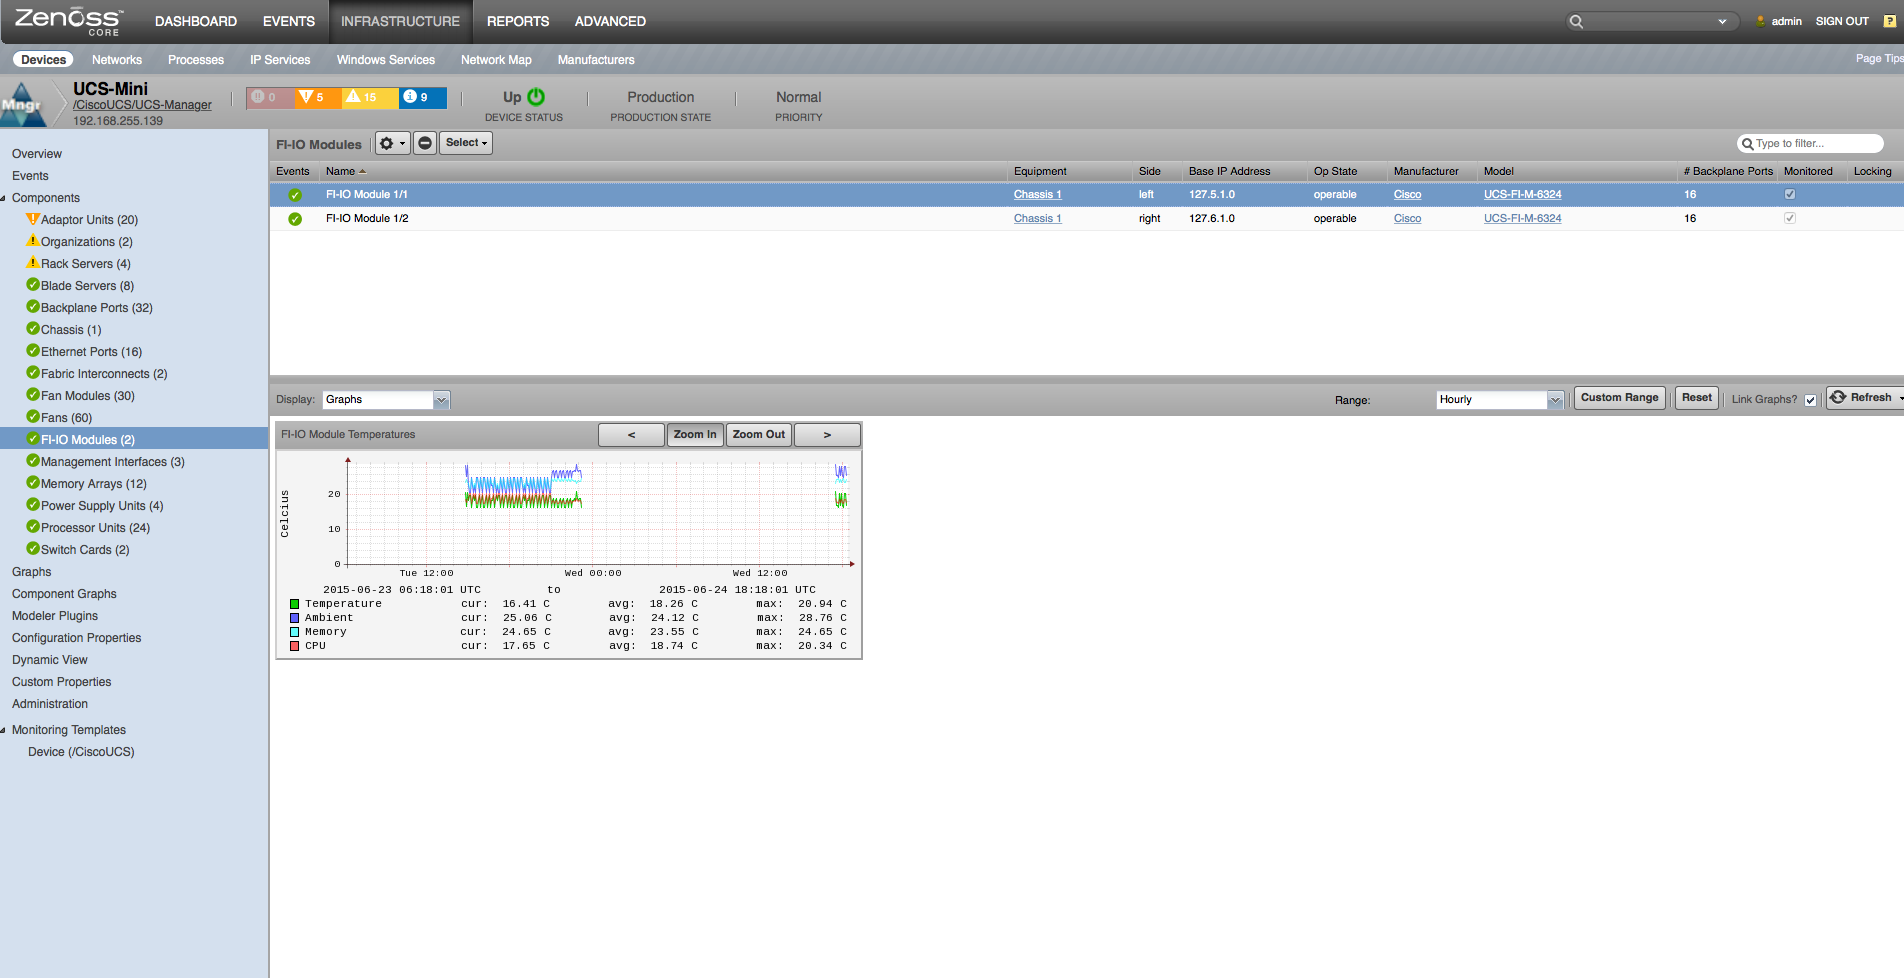 Zenoss™ DASHBOARD EVENTS INFRASTRUCTURE REPORTS ADVANCED admin SIGN OUT ?
CORE
Devices Networks Processes IP Services Windows Services Network Map Manufacturers Page Tips
Mngr
UCS-Mini
/CiscoUCS/UCS-Manager
192.168.255.139
0 5 15 9
Up
DEVICE STATUS
Production
PRODUCTION STATE
Normal
PRIORITY
Overview
Events
Components
Adaptor Units (20)
Organizations (2)
Rack Servers (4)
Blade Servers (8)
Backplane Ports (32)
Chassis (1)
Ethernet Ports (16)
Fabric Interconnects (2)
Fan Modules (30)
Fans (60)
FI-IO Modules (2)
Management Interfaces (3)
Memory Arrays (12)
Power Supply Units (4)
Processor Units (24)
Switch Cards (2)
Graphs
Component Graphs
Modeler Plugins
Configuration Properties
Dynamic View
Custom Properties
Administration
Monitoring Templates
Device (/CiscoUCS)
FI-IO Modules Select Type to filter...
Events Name Equipment Side Base IP Address Op State Manufacturer Model # Backplane Ports Monitored Locking
FI-IO Module 1/1 Chassis 1 left 127.5.1.0 operable Cisco UCS-FI-M-6324 16
FI-IO Module 1/2 Chassis 1 right 127.6.1.0 operable Cisco UCS-FI-M-6324 16
Display: Graphs Range: Hourly Custom Range Reset Link Graphs? Refresh
FI-IO Module Temperatures < Zoom In Zoom Out >
Celcius
20
10
0
Tue 12:00 Wed 00:00 Wed 12:00
2015-06-23 06:18:01 UTC to 2015-06-24 18:18:01 UTC
Temperature cur: 16.41 C avg: 18.26 C max: 20.94 C
Ambient cur: 25.06 C avg: 24.12 C max: 28.76 C
Memory cur: 24.65 C avg: 23.55 C max: 24.65 C
CPU cur: 17.65 C avg: 18.74 C max: 20.34 C